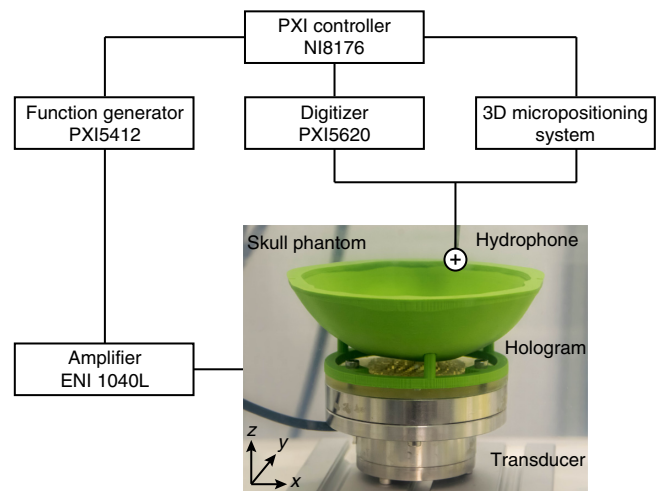 PXI controller
NI8176
Function generator
PXI5412
Digitizer
PXI5620
3D micropositioning
system
Skull phantom
Hydrophone
+
Hologram
Amplifier
ENI 1040L
Transducer
z
y
x